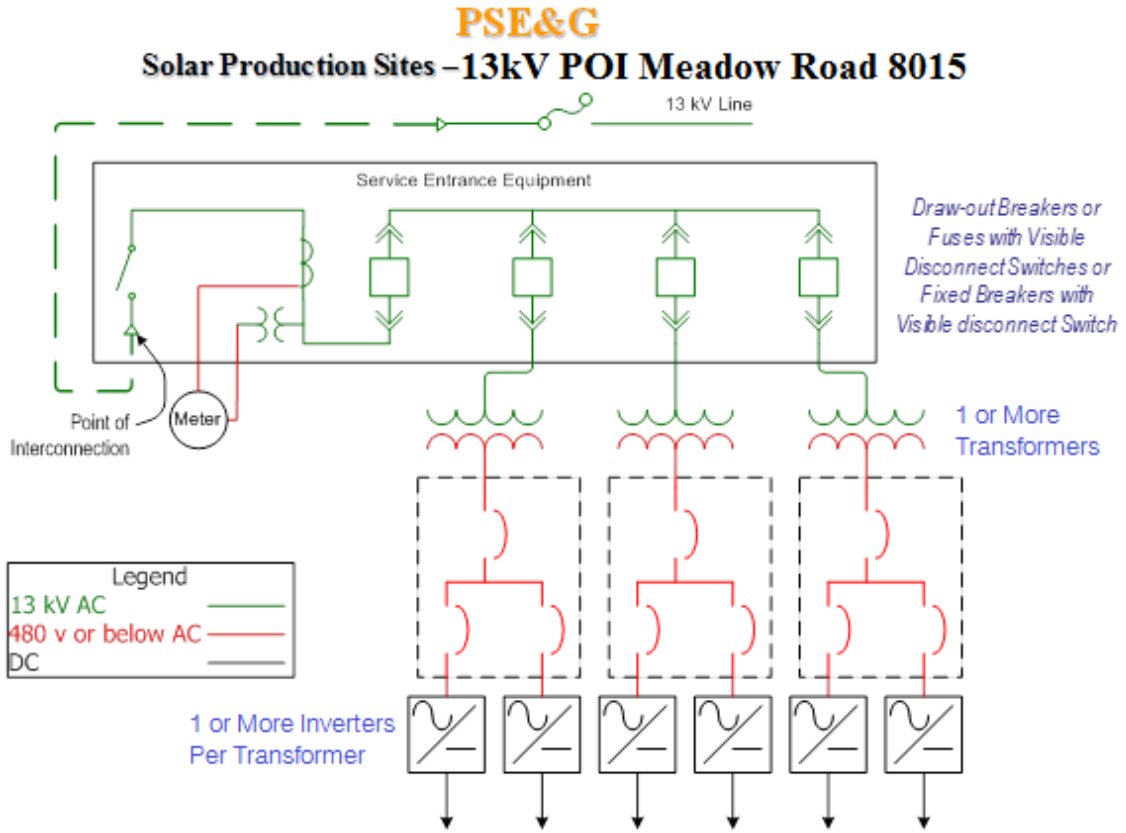 PSE&G
Solar Production Sites – 13kV POI Meadow Road 8015
13 kV Line
Service Entrance Equipment
Draw-out Breakers or
Fuses with Visible
Disconnect Switches or
Fixed Breakers with
Visible disconnect Switch
Point of
Interconnection
Meter
1 or More
Transformers
Legend
13 kV AC
480 v or below AC
DC
1 or More Inverters
Per Transformer